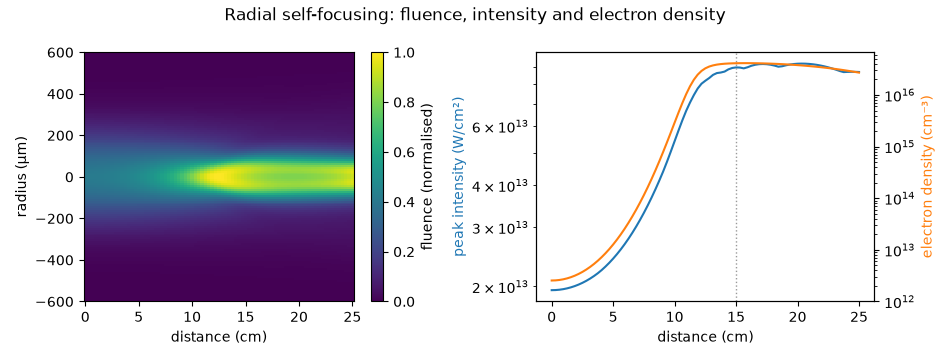 Radial self-focusing: fluence, intensity and electron density
600
400
200
0
−200
−400
−600
radius (µm)
0
5
10
15
20
25
distance (cm)
1.0
0.8
0.6
0.4
0.2
0.0
fluence (normalised)
peak intensity (W/cm²)
6 × 10¹³
4 × 10¹³
3 × 10¹³
2 × 10¹³
0
5
10
15
20
25
distance (cm)
10¹⁶
10¹⁵
10¹⁴
10¹³
10¹²
electron density (cm⁻³)